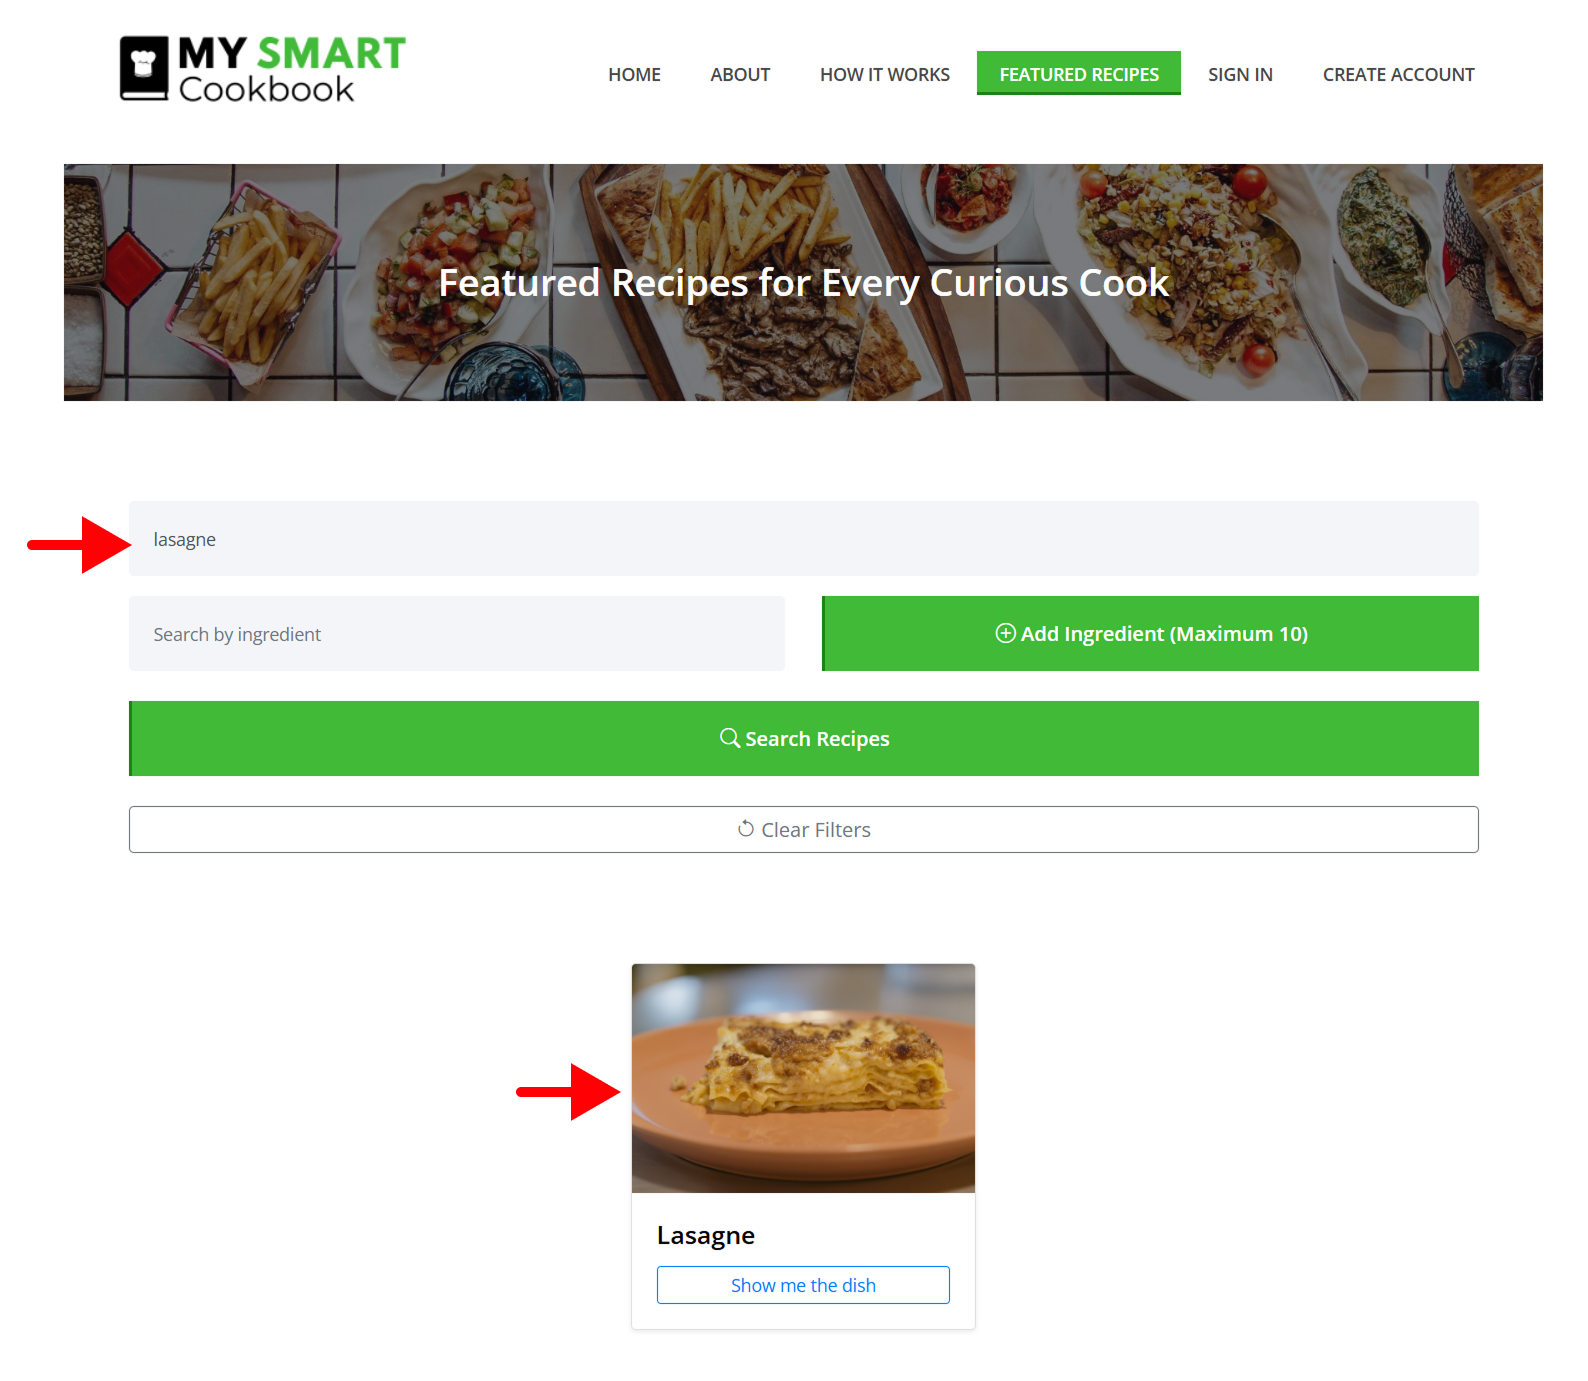 MY SMART
Cookbook
HOME ABOUT HOW IT WORKS FEATURED RECIPES SIGN IN CREATE ACCOUNT
Featured Recipes for Every Curious Cook
lasagne
Search by ingredient
Add Ingredient (Maximum 10)
Search Recipes
Clear Filters
Lasagne
Show me the dish